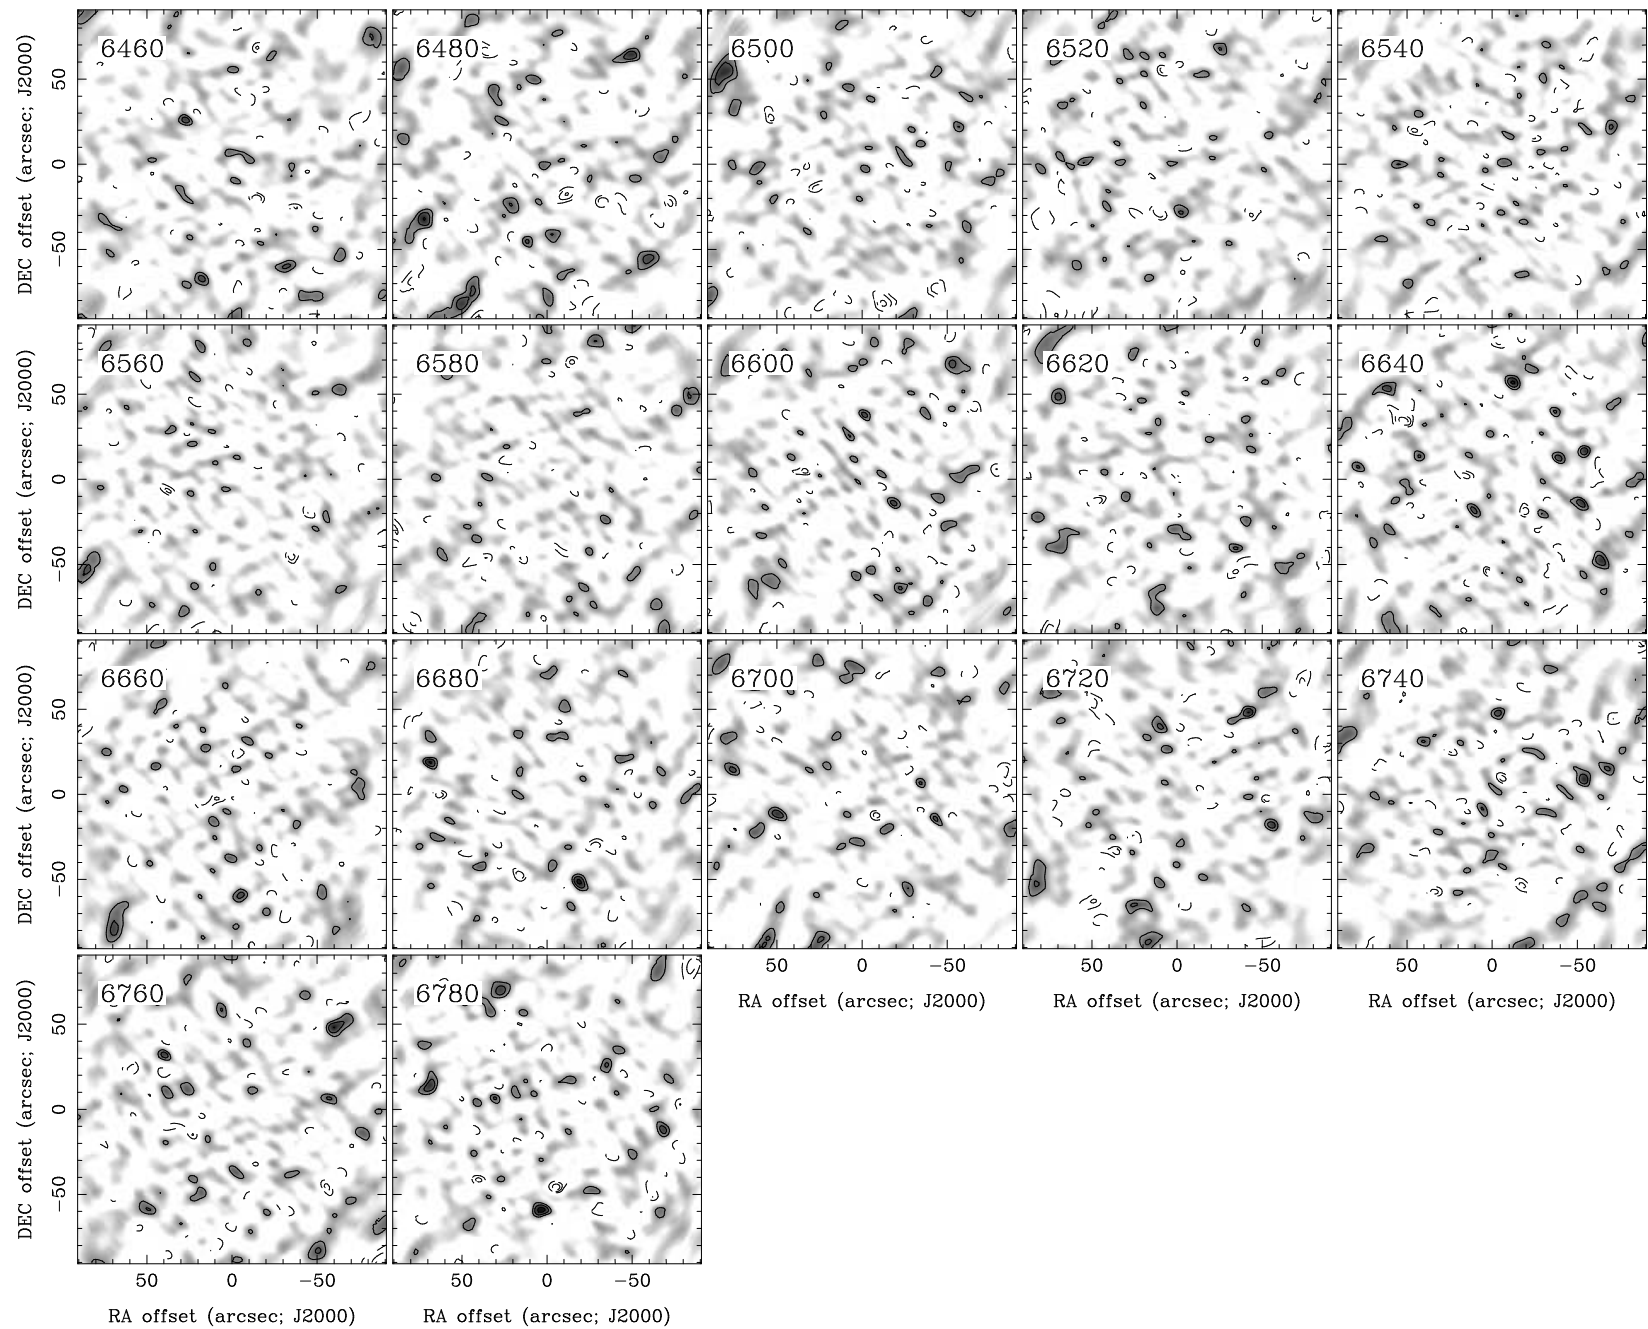 6460 6480 6500 6520 6540
DEC offset (arcsec; J2000)
50
0
−50
6560 6580 6600 6620 6640
DEC offset (arcsec; J2000)
50
0
−50
6660 6680 6700 6720 6740
DEC offset (arcsec; J2000)
50
0
−50
50 0 −50 50 0 −50 50 0 −50
RA offset (arcsec; J2000) RA offset (arcsec; J2000) RA offset (arcsec; J2000)
6760 6780
DEC offset (arcsec; J2000)
50
0
−50
50 0 −50 50 0 −50
RA offset (arcsec; J2000) RA offset (arcsec; J2000)